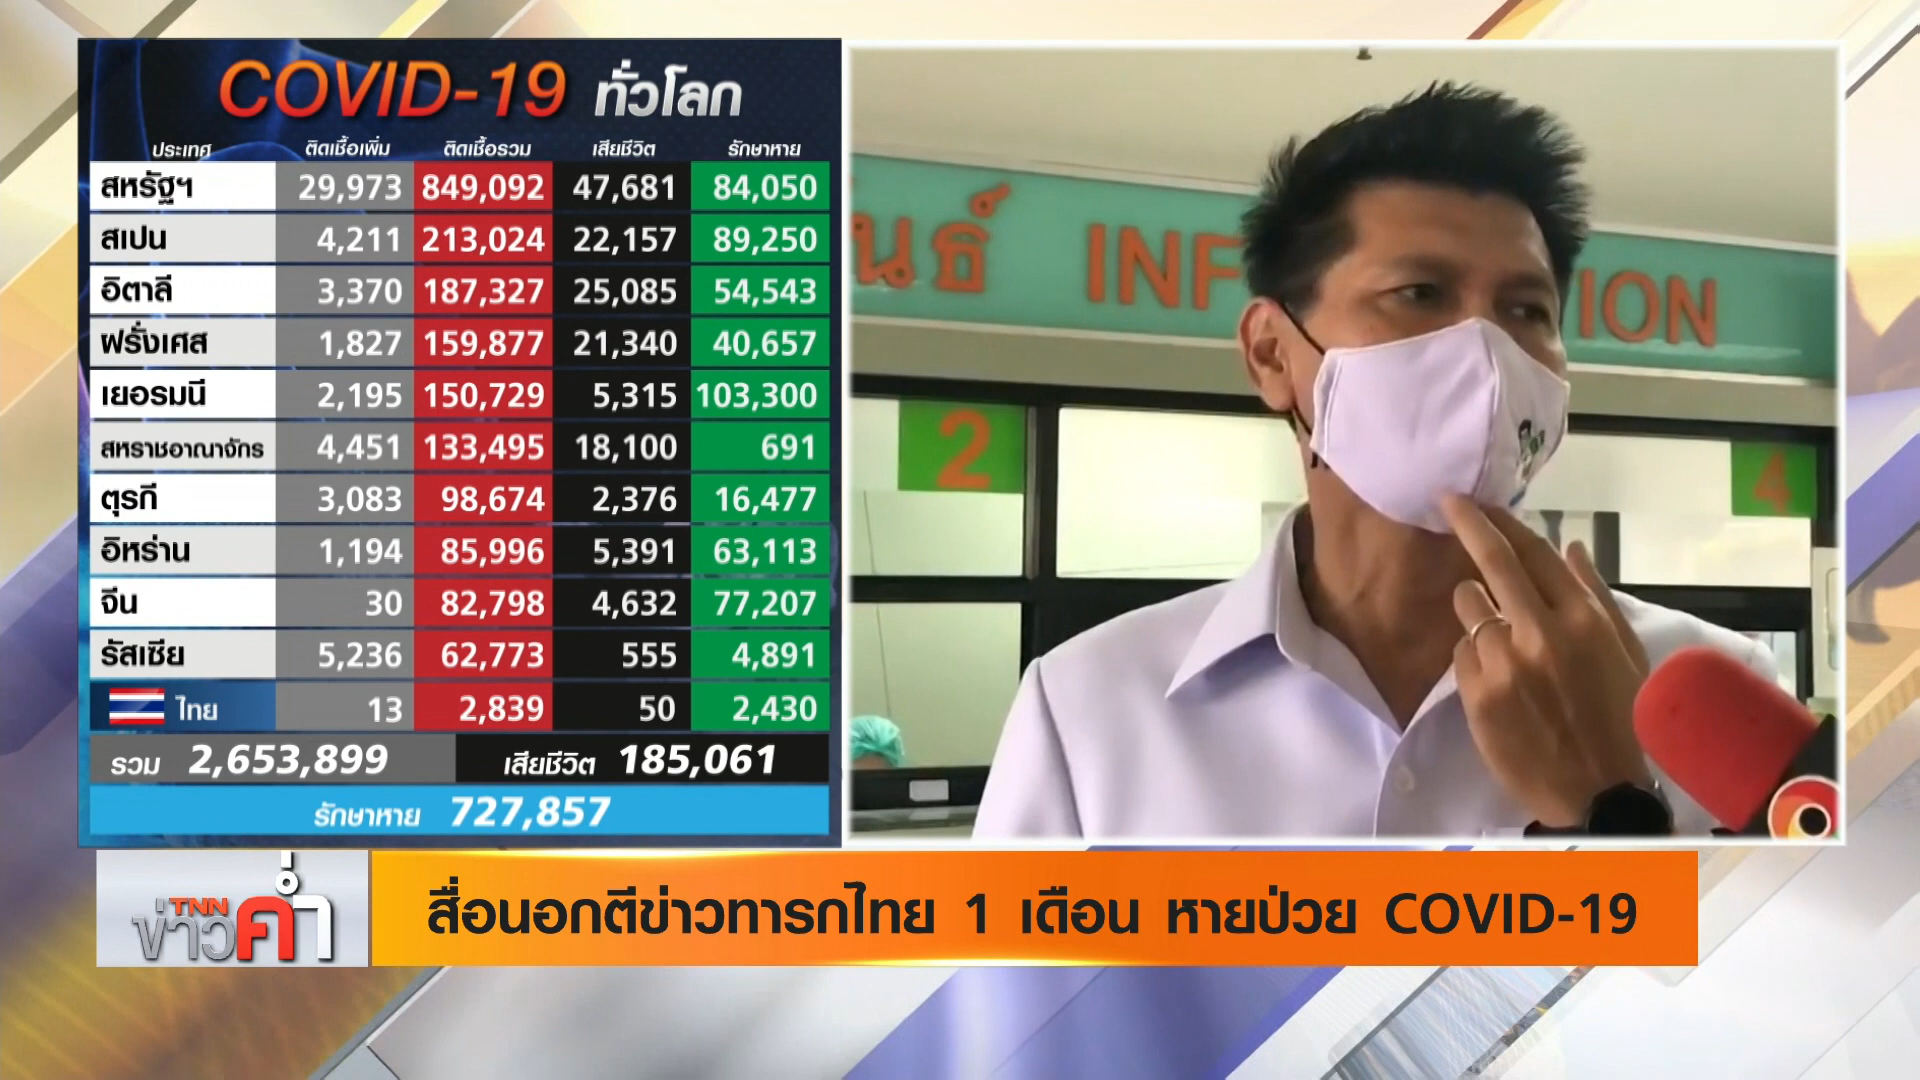 COVID-19 ทั่วโลก
ประเทศ ติดเชื้อเพิ่ม ติดเชื้อรวม เสียชีวิต รักษาหาย
สหรัฐฯ 29,973 849,092 47,681 84,050
สเปน 4,211 213,024 22,157 89,250
อิตาลี 3,370 187,327 25,085 54,543
ฝรั่งเศส 1,827 159,877 21,340 40,657
เยอรมนี 2,195 150,729 5,315 103,300
สหราชอาณาจักร 4,451 133,495 18,100 691
ตุรกี 3,083 98,674 2,376 16,477
อิหร่าน 1,194 85,996 5,391 63,113
จีน 30 82,798 4,632 77,207
รัสเซีย 5,236 62,773 555 4,891
ไทย 13 2,839 50 2,430
รวม 2,653,899 เสียชีวิต 185,061
รักษาหาย 727,857
INF ION
2
4
TNN ข่าวค่ำ
สื่อนอกตีข่าวทารกไทย 1 เดือน หายป่วย COVID-19